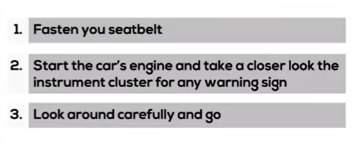 1. Fasten you seatbelt
2. Start the car's engine and take a closer look the
instrument cluster for any warning sign
3. Look around carefully and go